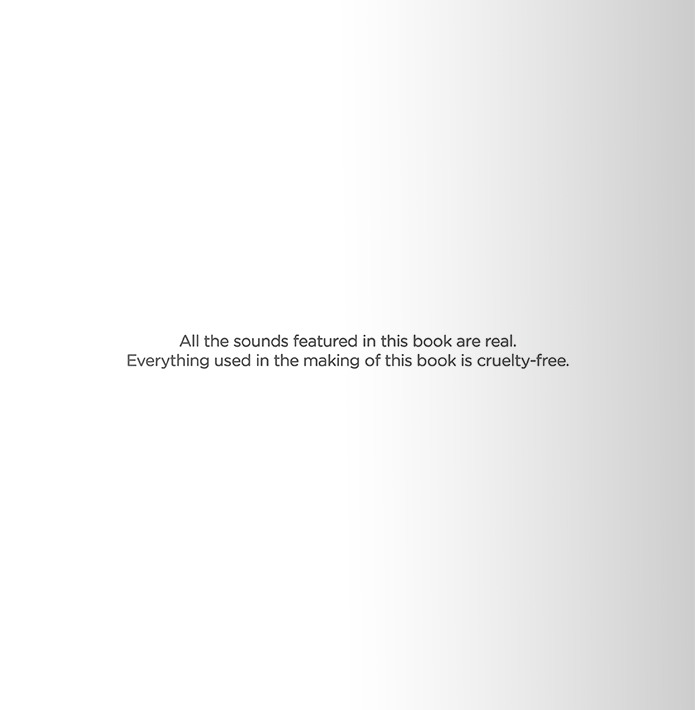 All the sounds featured in this book are real.
Everything used in the making of this book is cruelty-free.